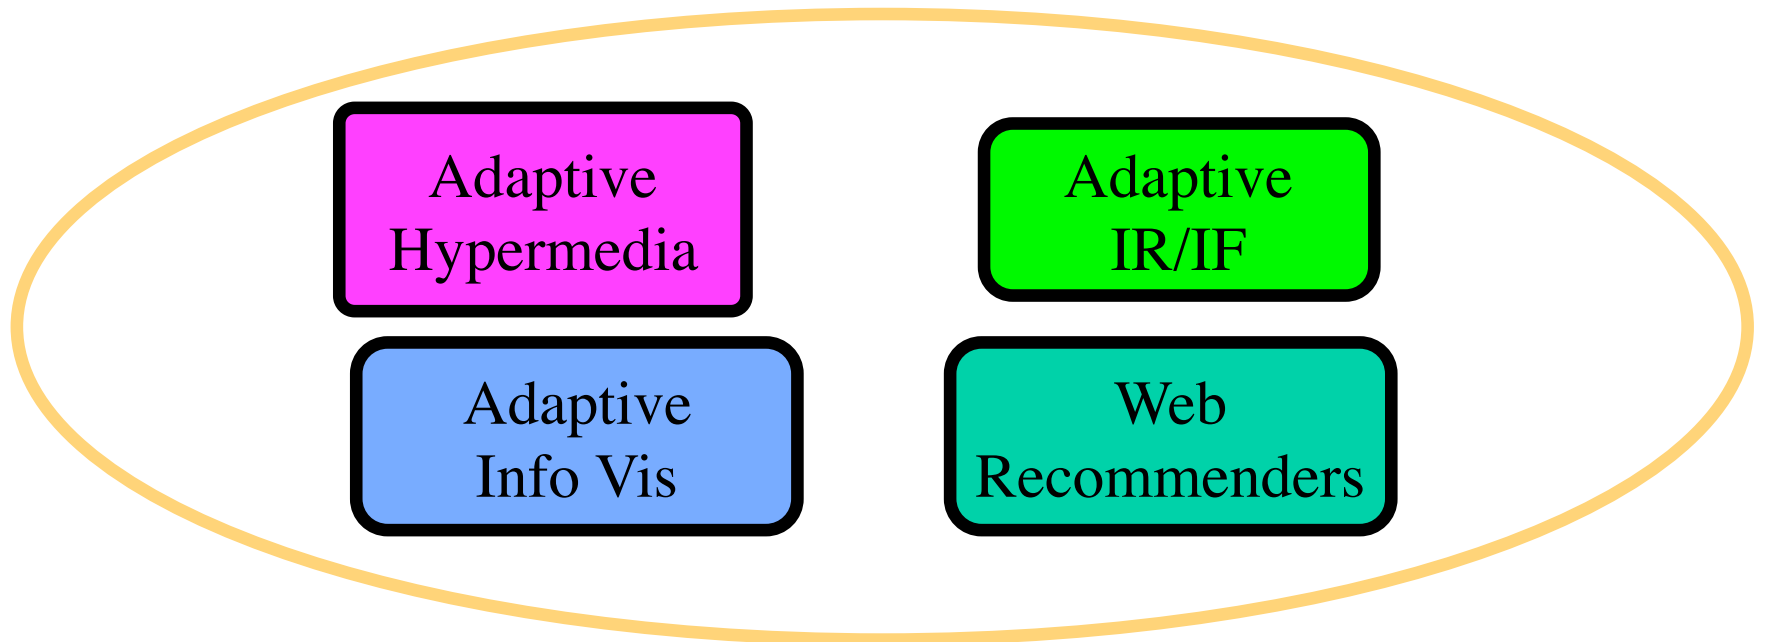 Adaptive
Hypermedia
Adaptive
IR/IF
Adaptive
Info Vis
Web
Recommenders